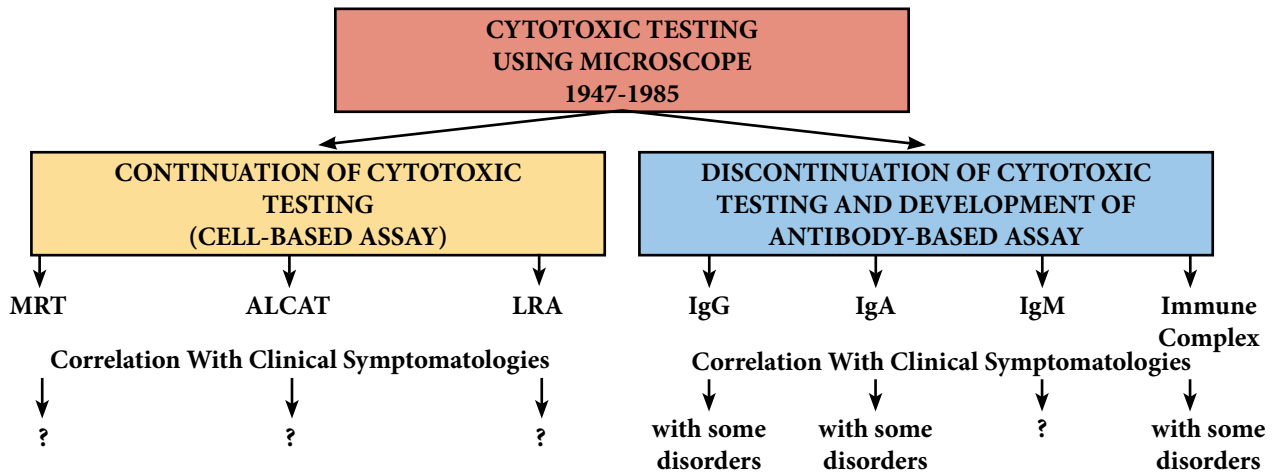 CYTOTOXIC TESTING
USING MICROSCOPE
1947-1985
CONTINUATION OF CYTOTOXIC
TESTING
(CELL-BASED ASSAY)
DISCONTINUATION OF CYTOTOXIC
TESTING AND DEVELOPMENT OF
ANTIBODY-BASED ASSAY
MRT
ALCAT
LRA
IgG
IgA
IgM
Immune
Complex
Correlation With Clinical Symptomatologies
Correlation With Clinical Symptomatologies
?
?
?
with some
disorders
with some
disorders
?
with some
disorders